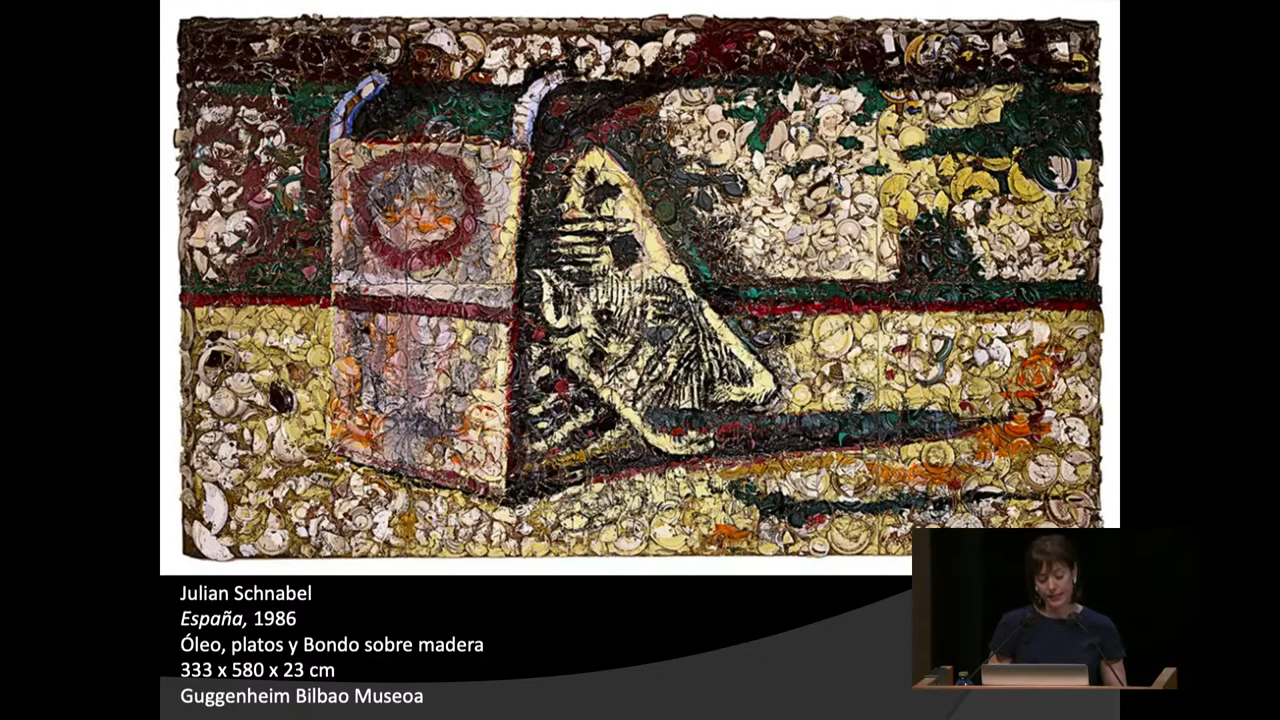 Julian Schnabel
España, 1986
Óleo, platos y Bondo sobre madera
333 x 580 x 23 cm
Guggenheim Bilbao Museoa